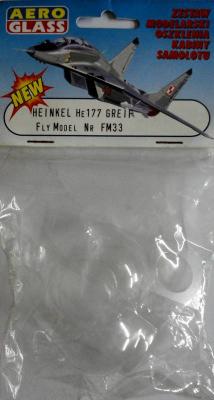 AERO
GLASS
ZESTAW
MODELARSKI
OSZKLENIA
KABINY
SAMOLOTU
NEW
HEINKEL HE177 GREIF
FLY MODEL NR FM33